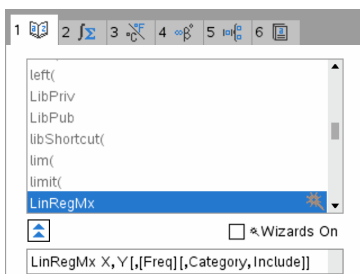 1 2 ∫Σ 3 °C °F 4 ∞β° 5 6
left(
LibPriv
LibPub
libShortcut(
lim(
limit(
LinRegMx
Wizards On
LinRegMx X,Y[,[Freq][,Category,Include]]